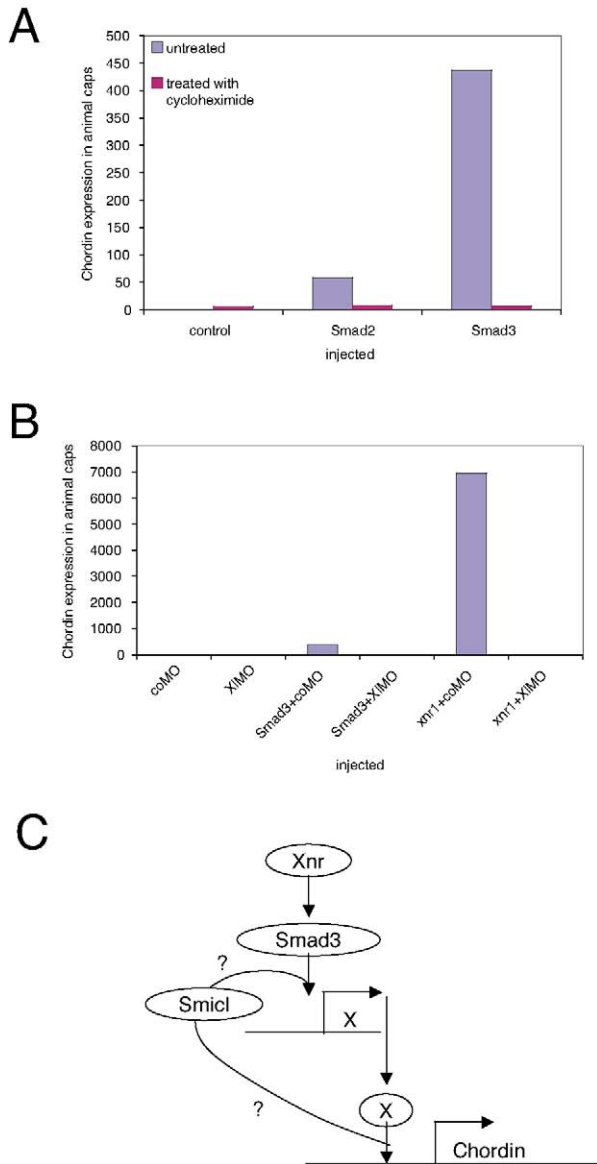 A
500
450
400
350
300
250
200
150
100
50
0
Chordin expression in animal caps
untreated
treated with
cycloheximide
control
Smad2
Smad3
injected
B
8000
7000
6000
5000
4000
3000
2000
1000
0
Chordin expression in animal caps
coMO
XlMO
Smad3+coMO
Smad3+XlMO
xnr1+coMO
xnr1+XlMO
injected
C
Xnr
Smad3
?
Smicl
X
?
X
Chordin